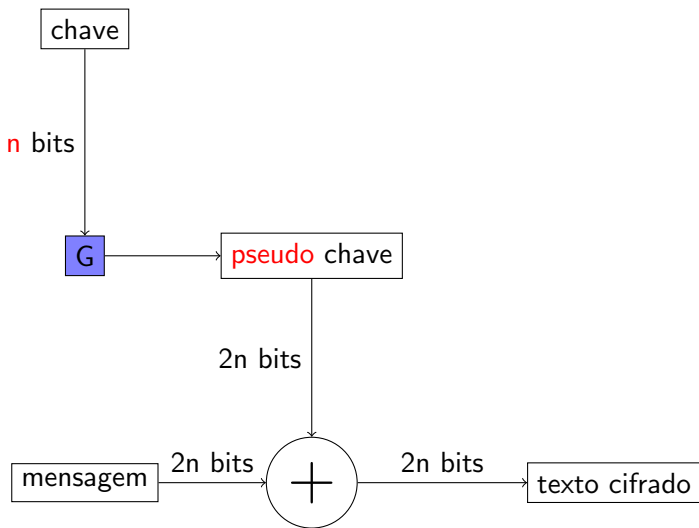 chave
n bits
G
pseudo chave
2n bits
mensagem
2n bits
+
2n bits
texto cifrado